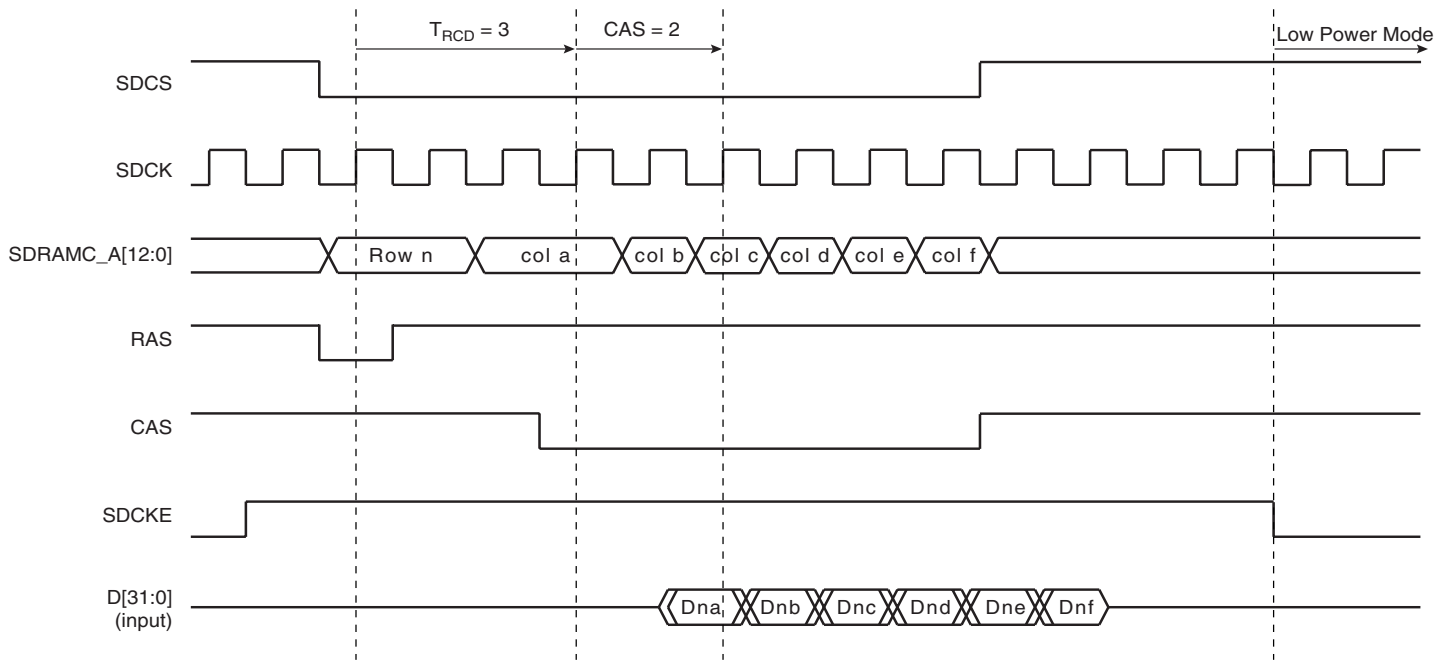 T_RCD = 3
CAS = 2
Low Power Mode
SDCS
SDCK
SDRAMC_A[12:0]
Row n
col a
col b
col c
col d
col e
col f
RAS
CAS
SDCKE
D[31:0]
(input)
Dna
Dnb
Dnc
Dnd
Dne
Dnf